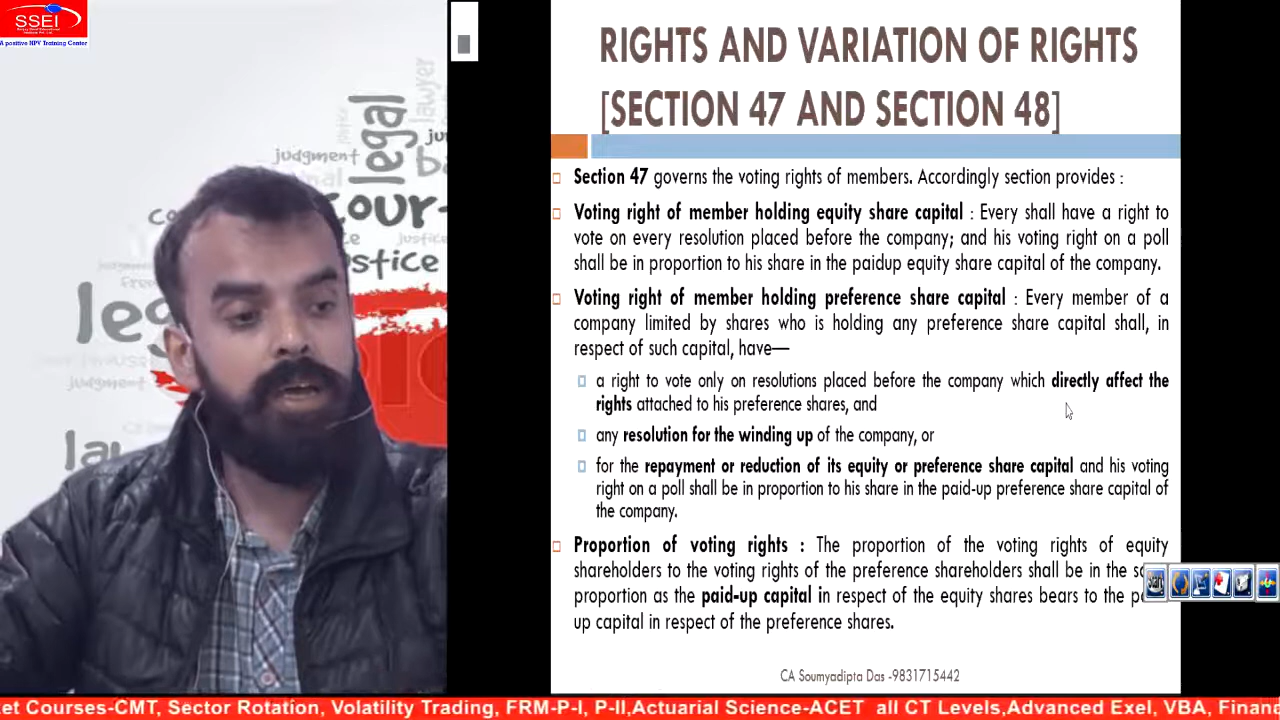 SSEI
A positive NPV Training Center
RIGHTS AND VARIATION OF RIGHTS
[SECTION 47 AND SECTION 48]
Section 47 governs the voting rights of members. Accordingly section provides :
Voting right of member holding equity share capital : Every shall have a right to
vote on every resolution placed before the company; and his voting right on a poll
shall be in proportion to his share in the paidup equity share capital of the company.
Voting right of member holding preference share capital : Every member of a
company limited by shares who is holding any preference share capital shall, in
respect of such capital, have—
a right to vote only on resolutions placed before the company which directly affect the
rights attached to his preference shares, and
any resolution for the winding up of the company, or
for the repayment or reduction of its equity or preference share capital and his voting
right on a poll shall be in proportion to his share in the paid-up preference share capital of
the company.
Proportion of voting rights : The proportion of the voting rights of equity
shareholders to the voting rights of the preference shareholders shall be in the
proportion as the paid-up capital in respect of the equity shares bears to the
up capital in respect of the preference shares.
CA Soumyadipta Das -9831715442
legal
lawyer
judgment
justice
judgment
law
et Courses-CMT, Sector Rotation, Volatility Trading, FRM-P-I, P-II,Actuarial Science-ACET all CT Levels,Advanced Exel, VBA, Finan